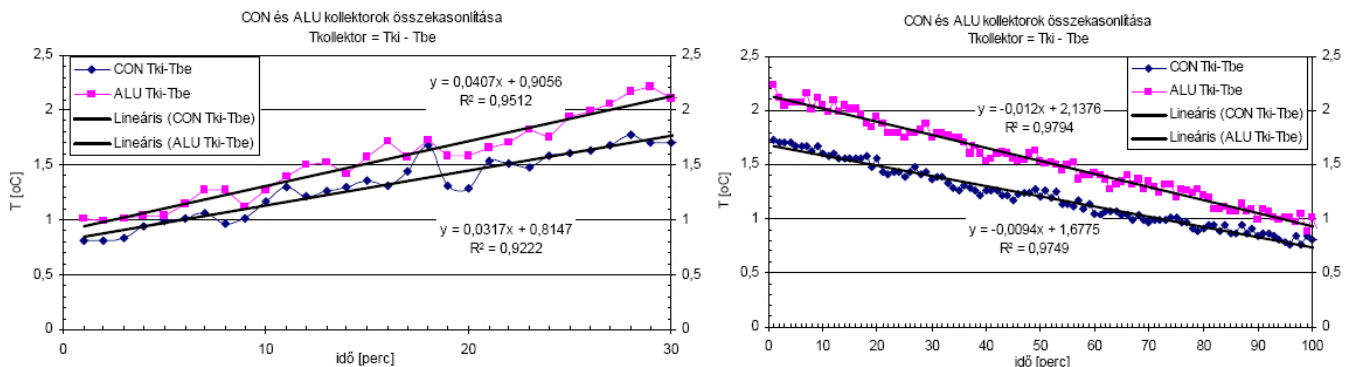 CON és ALU kollektorok összekasonlítása
Tkollektor = Tki - Tbe
2,5
2
1,5
1
0,5
0
T [oC]
CON Tki-Tbe
ALU Tki-Tbe
Lineáris (CON Tki-Tbe)
Lineáris (ALU Tki-Tbe)
y = 0,0407x + 0,9056
R² = 0,9512
y = 0,0317x + 0,8147
R² = 0,9222
2,5
2
1,5
1
0,5
0
0 10 20 30
idő [perc]
CON és ALU kollektorok összekasonlítása
Tkollektor = Tki - Tbe
2,5
2
1,5
1
0,5
0
T [oC]
CON Tki-Tbe
ALU Tki-Tbe
Lineáris (CON Tki-Tbe)
Lineáris (ALU Tki-Tbe)
y = -0,012x + 2,1376
R² = 0,9794
y = -0,0094x + 1,6775
R² = 0,9749
2,5
2
1,5
1
0,5
0
0 10 20 30 40 50 60 70 80 90 100
idő [perc]